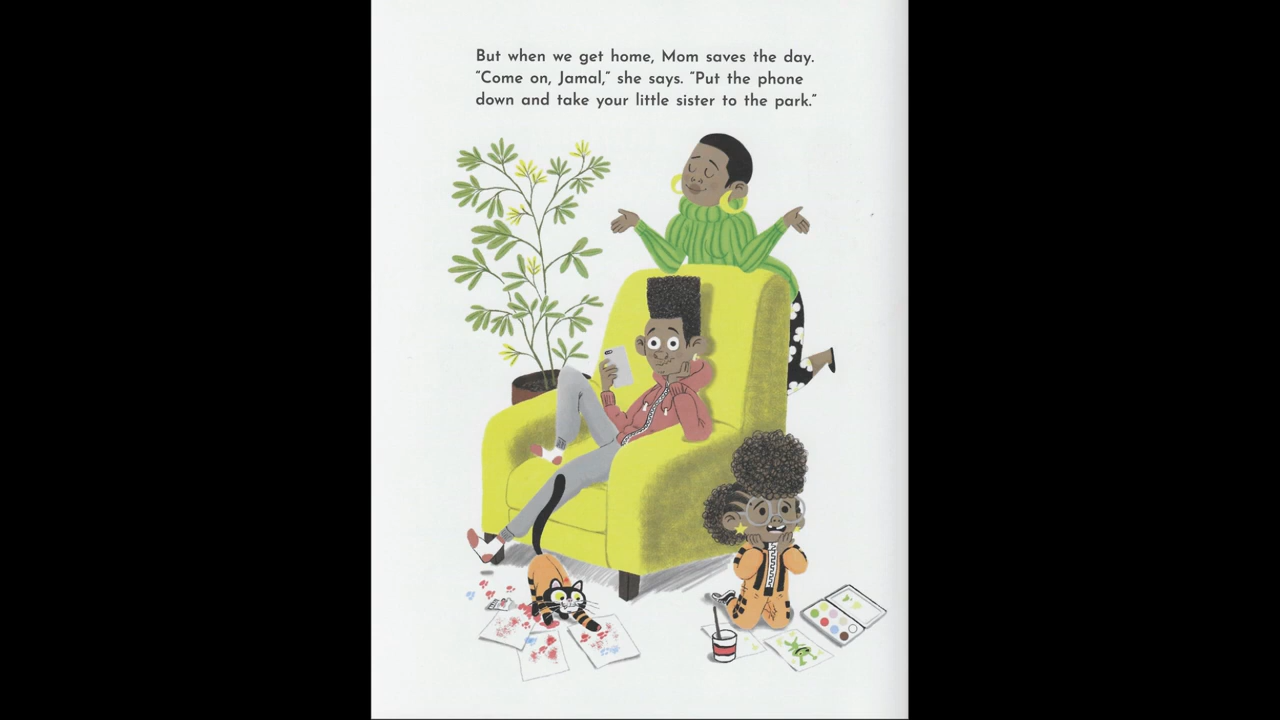 But when we get home, Mom saves the day.
“Come on, Jamal,” she says. “Put the phone
down and take your little sister to the park.”